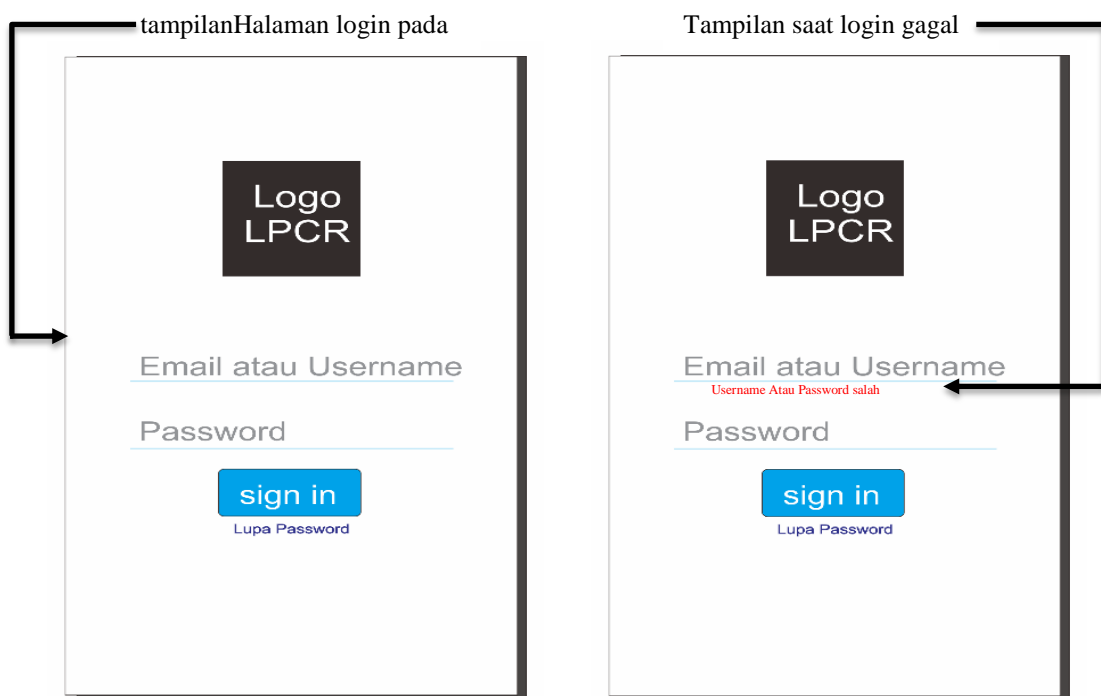 tampilanHalaman login pada
Logo
LPCR
Email atau Username
Password
sign in
Lupa Password
Tampilan saat login gagal
Logo
LPCR
Email atau Username
Username Atau Password salah
Password
sign in
Lupa Password